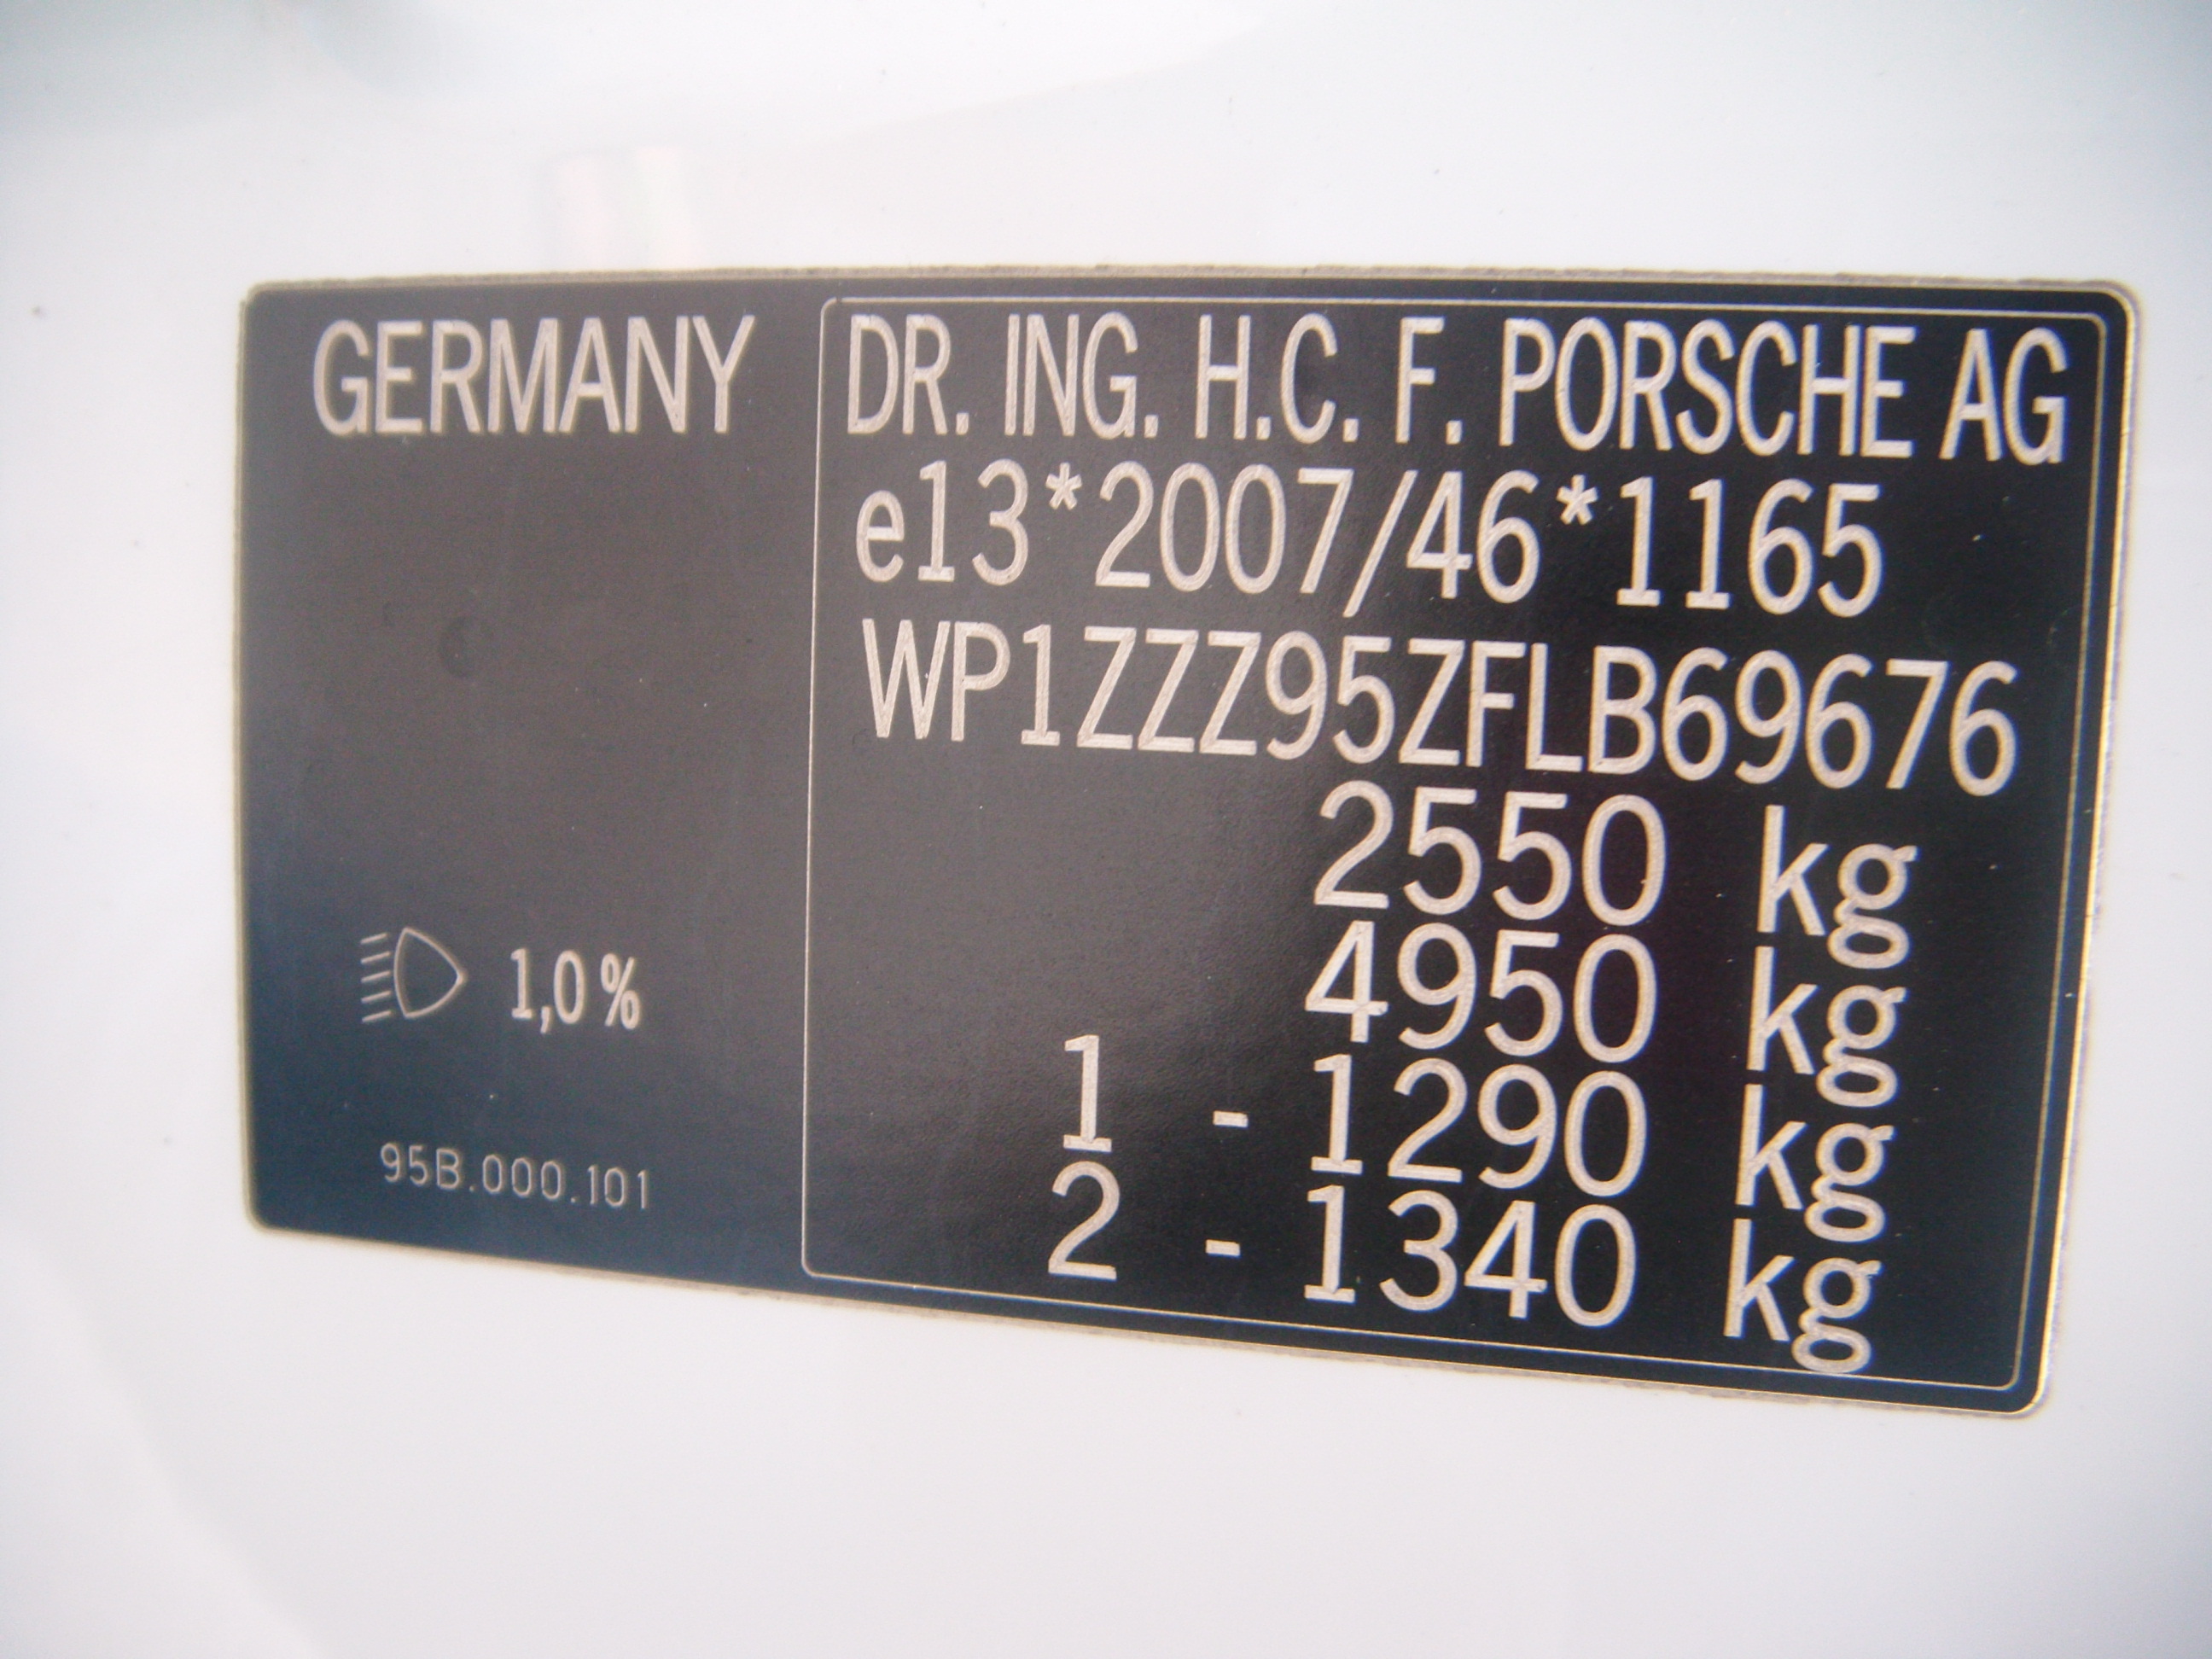 GERMANY
1,0 %
95B.000.101
DR. ING. H.C. F. PORSCHE AG
e13*2007/46*1165
WP1ZZZ95ZFLB69676
2550 kg
4950 kg
1 - 1290 kg
2 - 1340 kg